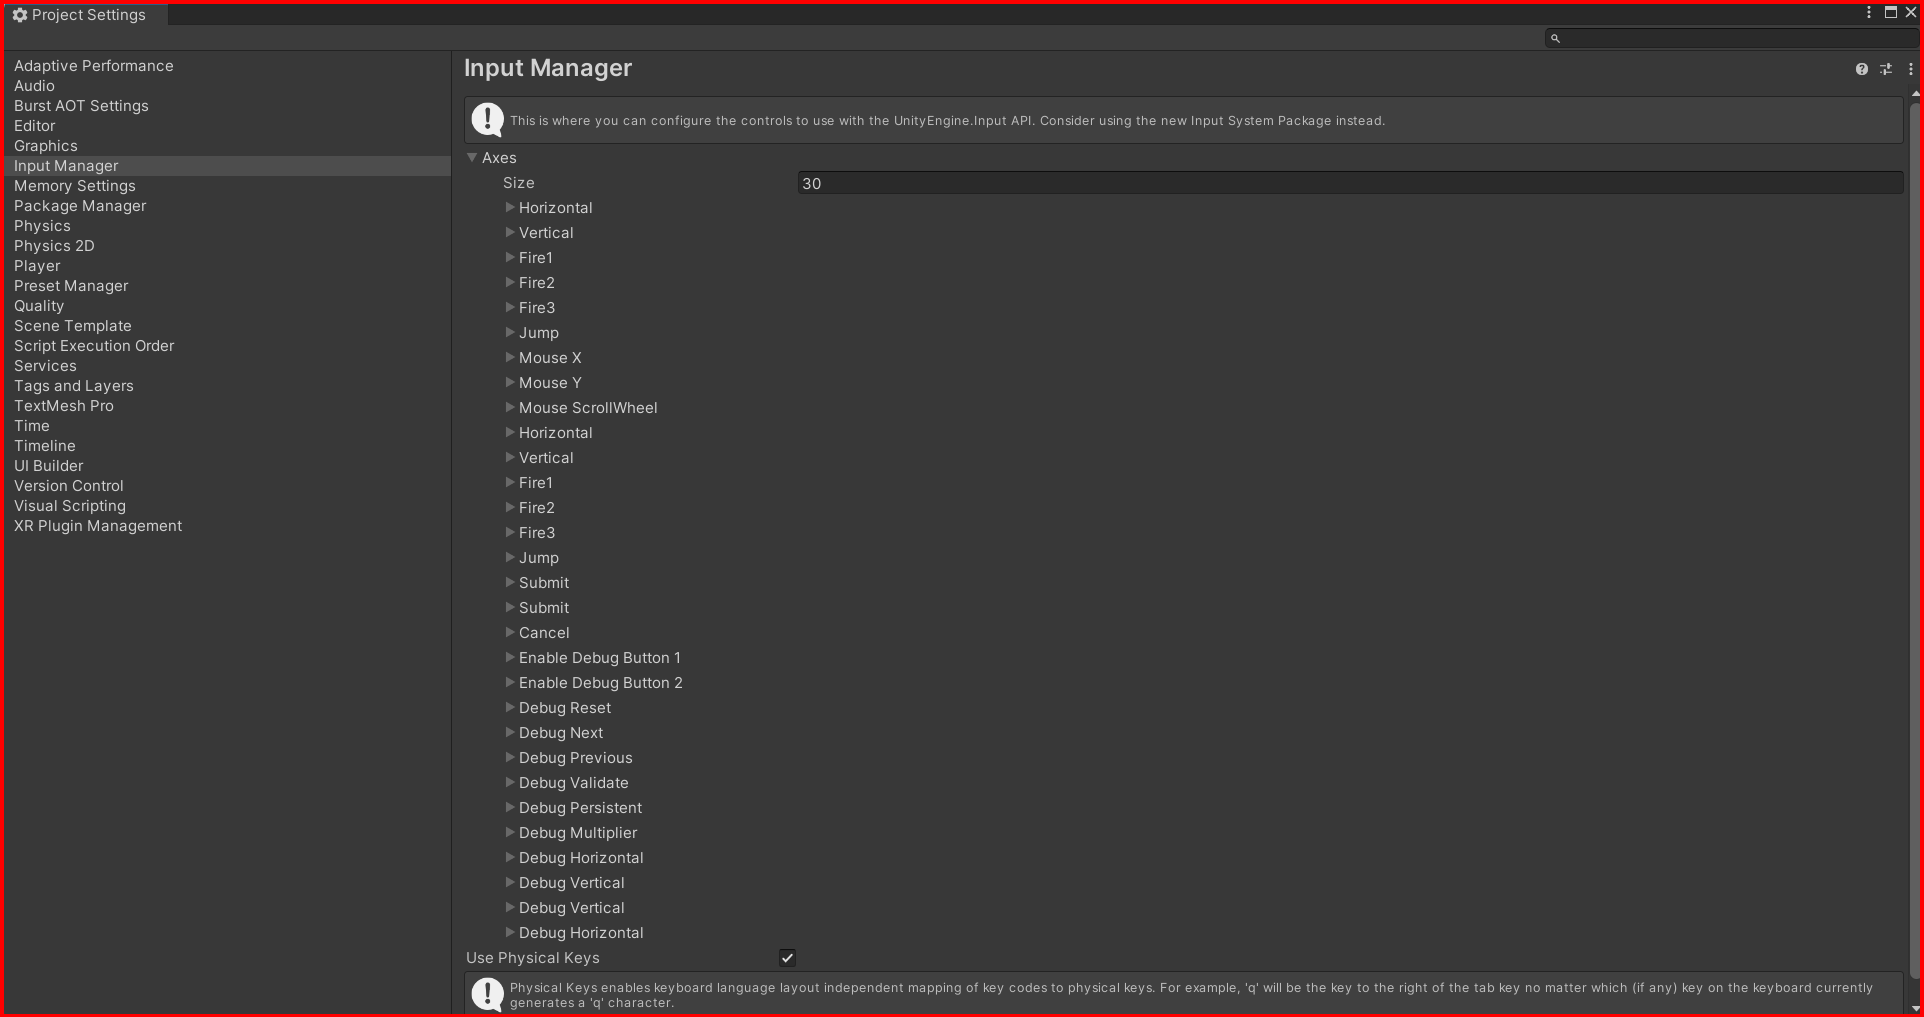 Project Settings
Adaptive Performance
Audio
Burst AOT Settings
Editor
Graphics
Input Manager
Memory Settings
Package Manager
Physics
Physics 2D
Player
Preset Manager
Quality
Scene Template
Script Execution Order
Services
Tags and Layers
TextMesh Pro
Time
Timeline
UI Builder
Version Control
Visual Scripting
XR Plugin Management
Input Manager
This is where you can configure the controls to use with the UnityEngine.Input API. Consider using the new Input System Package instead.
Axes
Size 30
Horizontal
Vertical
Fire1
Fire2
Fire3
Jump
Mouse X
Mouse Y
Mouse ScrollWheel
Horizontal
Vertical
Fire1
Fire2
Fire3
Jump
Submit
Submit
Cancel
Enable Debug Button 1
Enable Debug Button 2
Debug Reset
Debug Next
Debug Previous
Debug Validate
Debug Persistent
Debug Multiplier
Debug Horizontal
Debug Vertical
Debug Vertical
Debug Horizontal
Use Physical Keys
Physical Keys enables keyboard language layout independent mapping of key codes to physical keys. For example, 'q' will be the key to the right of the tab key no matter which (if any) key on the keyboard currently
generates a 'q' character.